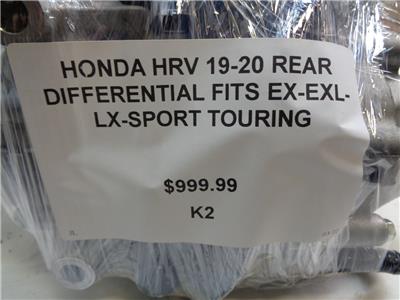 HONDA HRV 19-20 REAR
DIFFERENTIAL FITS EX-EXL-
LX-SPORT TOURING
$999.99
K2